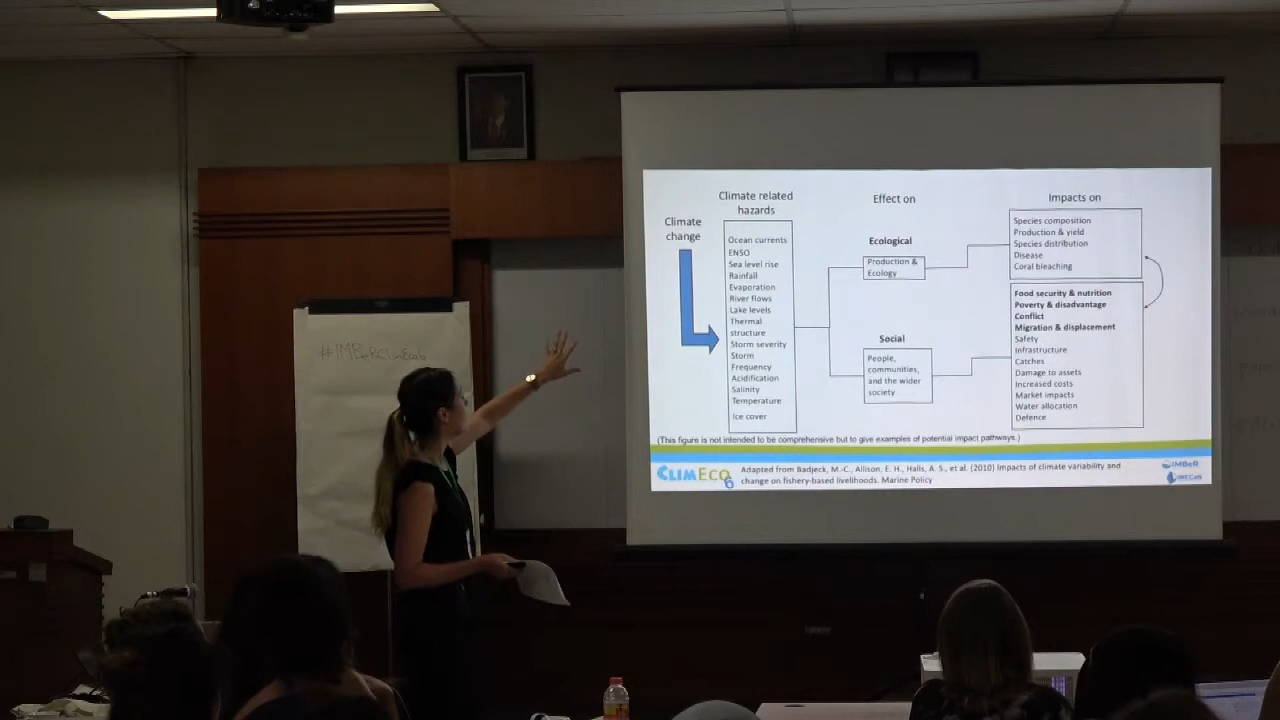 #IMBeRClimEco6
Climate
change
Climate related
hazards
Ocean currents
ENSO
Sea level rise
Rainfall
Evaporation
River flows
Lake levels
Thermal
structure
Storm severity
Storm
Frequency
Acidification
Salinity
Temperature
Ice cover
Effect on
Ecological
Production &
Ecology
Social
People,
communities,
and the wider
society
Impacts on
Species composition
Production & yield
Species distribution
Disease
Coral bleaching
Food security & nutrition
Poverty & disadvantage
Conflict
Migration & displacement
Safety
Infrastructure
Catches
Damage to assets
Increased costs
Market impacts
Water allocation
Defence
(This figure is not intended to be comprehensive but to give examples of potential impact pathways.)
CLIMECO6
Adapted from Badjeck, M.-C., Allison, E. H., Halls, A. S., et al. (2010) Impacts of climate variability and
change on fishery-based livelihoods. Marine Policy
IMBeR